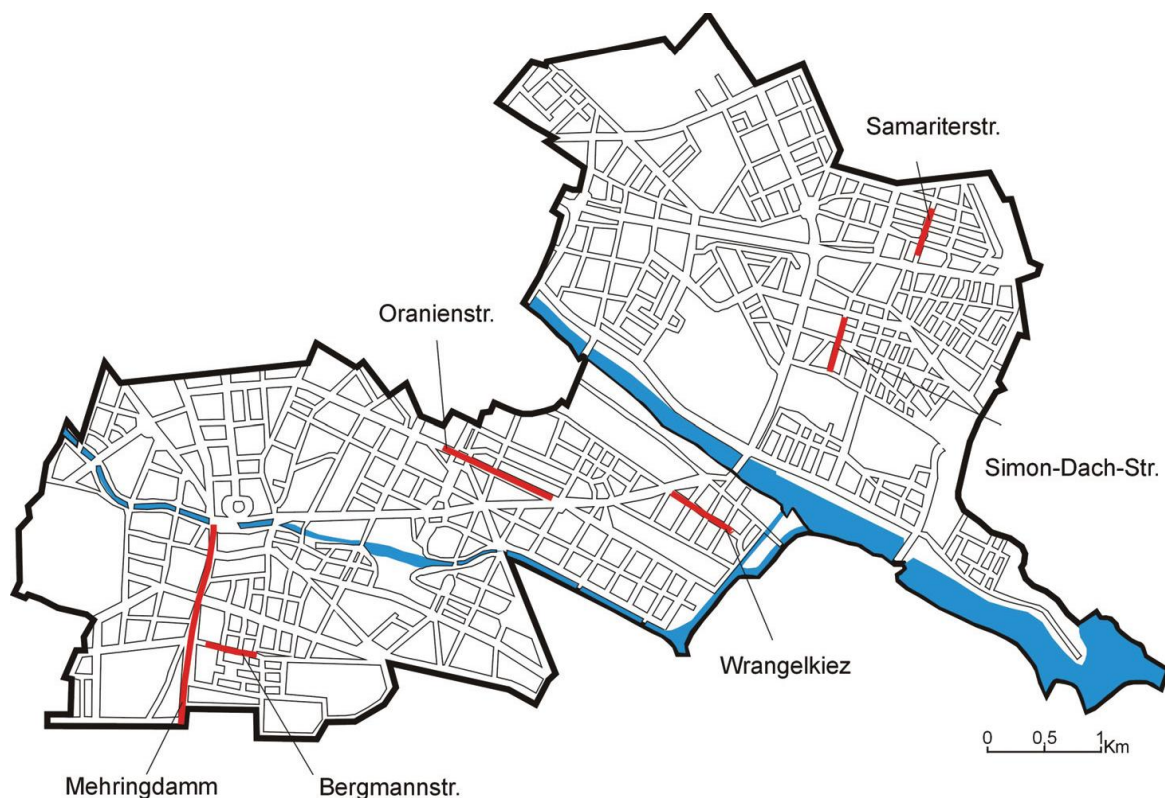 Samariterstr.
Oranienstr.
Simon-Dach-Str.
Wrangelkiez
0 0,5 1 Km
Mehringdamm
Bergmannstr.